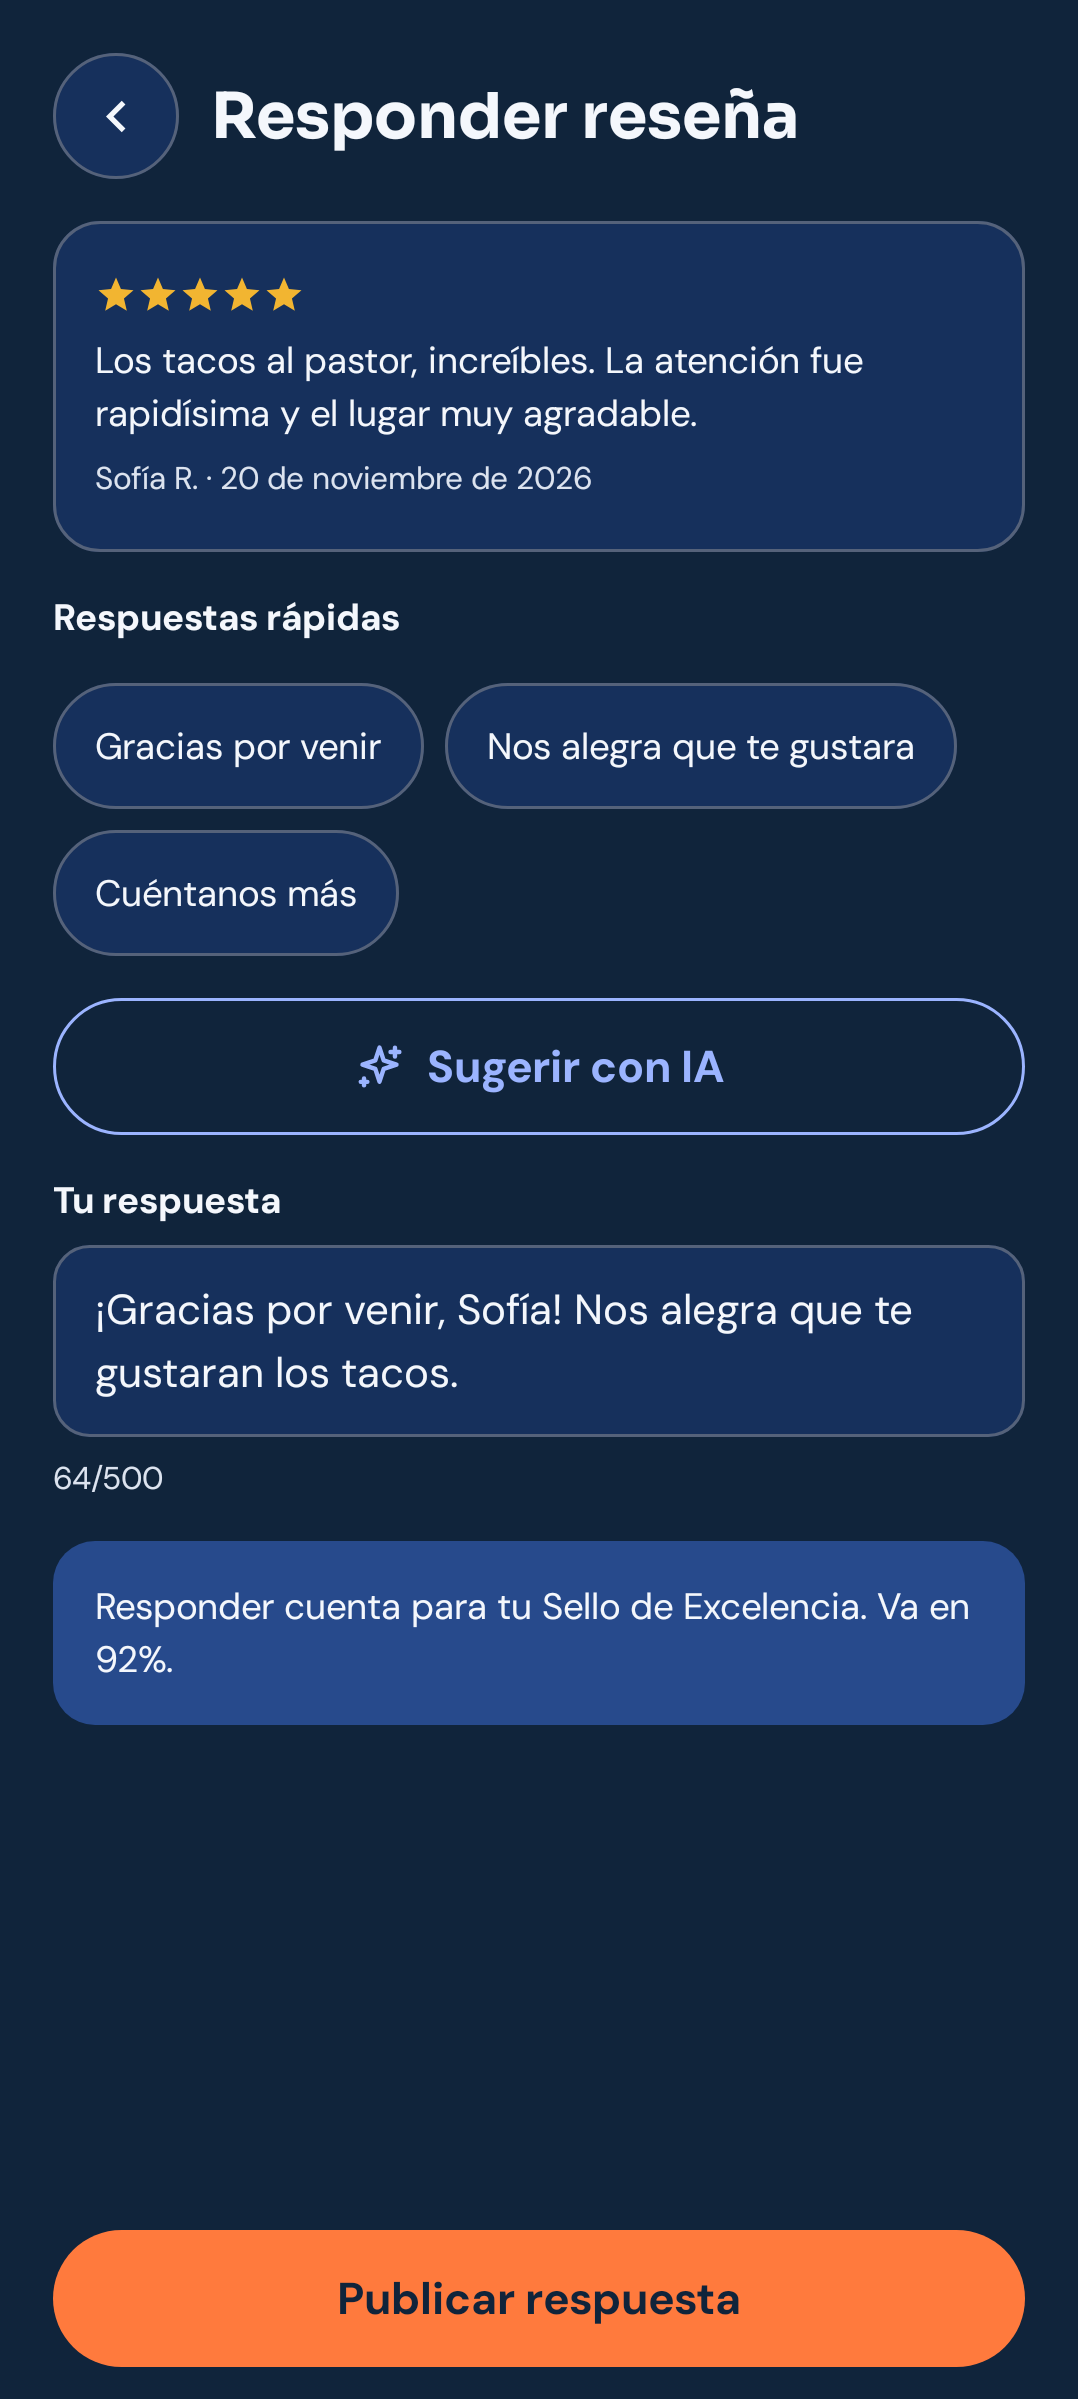 Responder reseña
Los tacos al pastor, increíbles. La atención fue
rapidísima y el lugar muy agradable.
Sofía R. · 20 de noviembre de 2026
Respuestas rápidas
Gracias por venir
Nos alegra que te gustara
Cuéntanos más
Sugerir con IA
Tu respuesta
¡Gracias por venir, Sofía! Nos alegra que te
gustaran los tacos.
64/500
Responder cuenta para tu Sello de Excelencia. Va en
92%.
Publicar respuesta